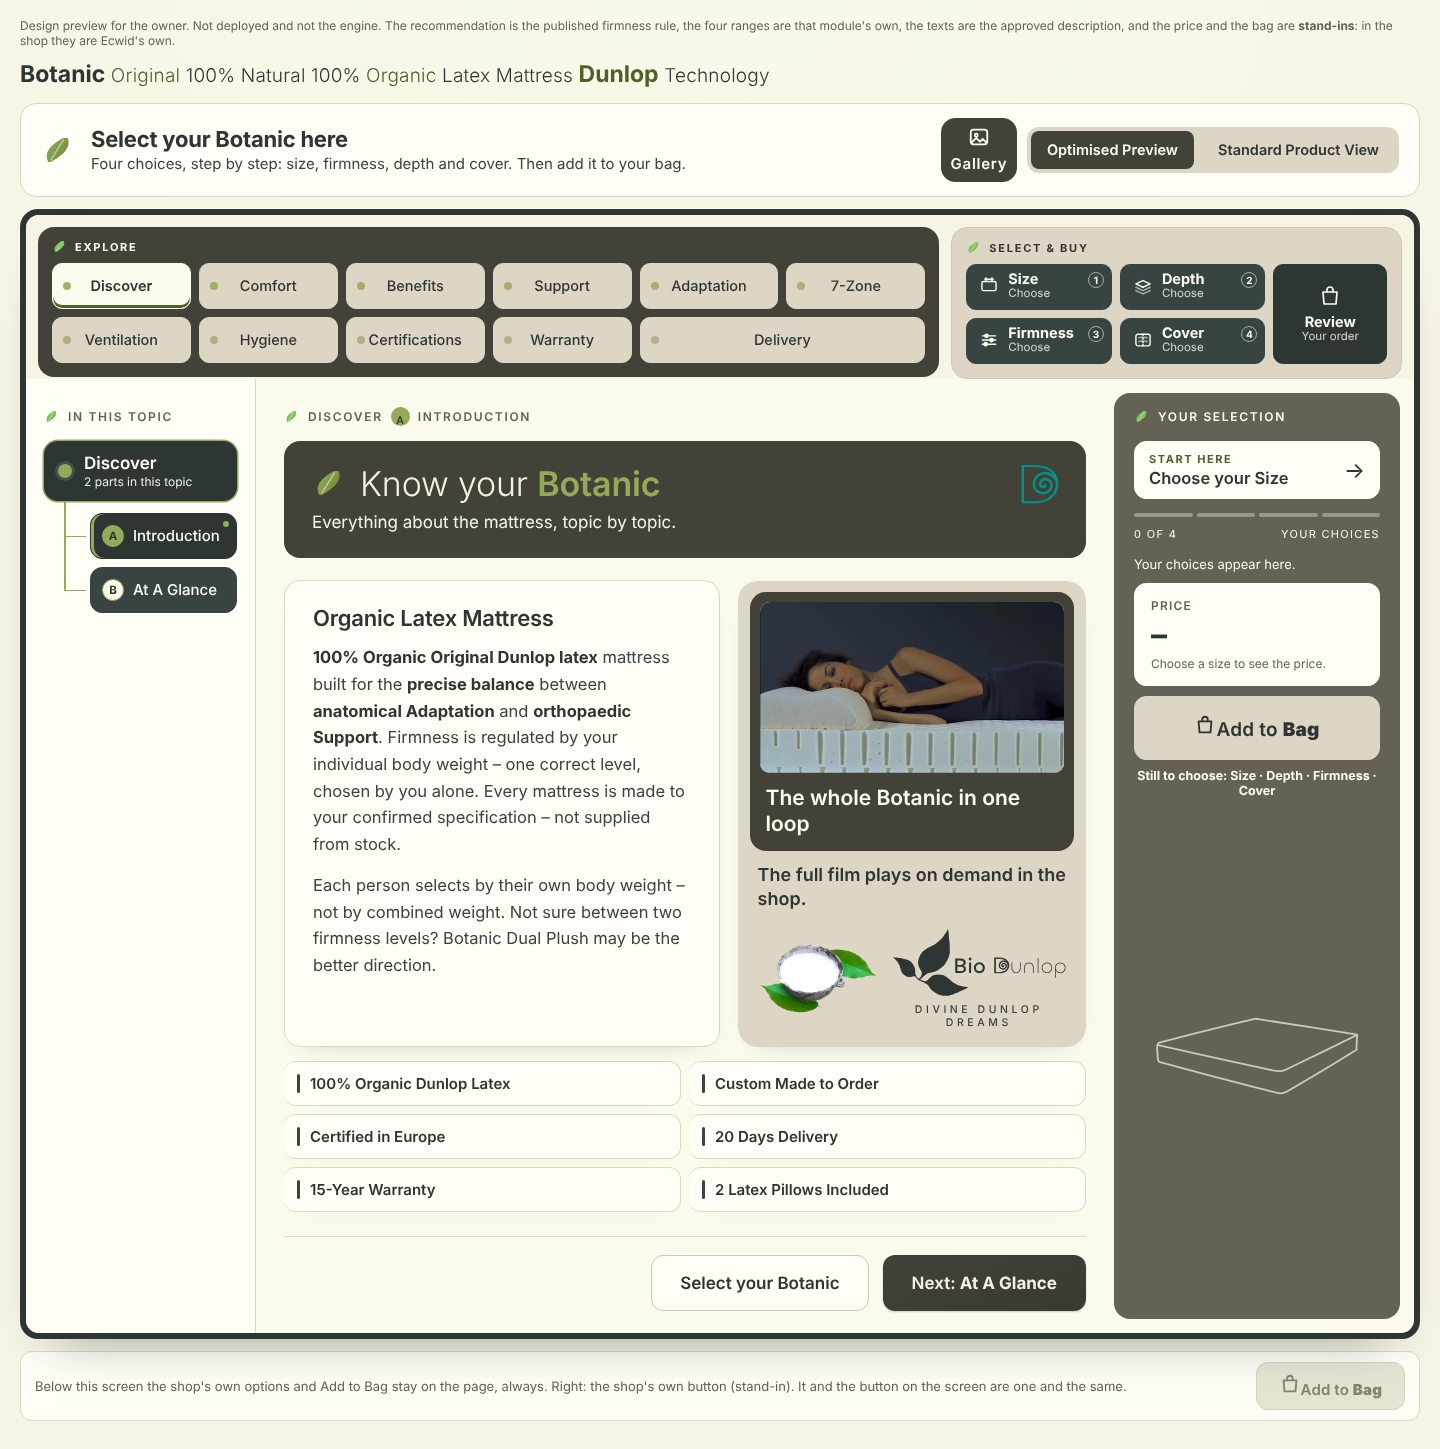 Design preview for the owner. Not deployed and not the engine. The recommendation is the published firmness rule, the four ranges are that module's own, the texts are the approved description, and the price and the bag are stand-ins: in the
shop they are Ecwid's own.
Botanic Original 100% Natural 100% Organic Latex Mattress Dunlop Technology
Select your Botanic here
Four choices, step by step: size, firmness, depth and cover. Then add it to your bag.
Gallery
Optimised Preview
Standard Product View
EXPLORE
Discover
Comfort
Benefits
Support
Adaptation
7-Zone
Ventilation
Hygiene
Certifications
Warranty
Delivery
SELECT & BUY
Size
Choose
1
Depth
Choose
2
Firmness
Choose
3
Cover
Choose
4
Review
Your order
IN THIS TOPIC
Discover
2 parts in this topic
A Introduction
B At A Glance
DISCOVER A INTRODUCTION
Know your Botanic
Everything about the mattress, topic by topic.
Organic Latex Mattress
100% Organic Original Dunlop latex mattress
built for the precise balance between
anatomical Adaptation and orthopaedic
Support. Firmness is regulated by your
individual body weight – one correct level,
chosen by you alone. Every mattress is made to
your confirmed specification – not supplied
from stock.
Each person selects by their own body weight –
not by combined weight. Not sure between two
firmness levels? Botanic Dual Plush may be the
better direction.
The whole Botanic in one
loop
The full film plays on demand in the
shop.
Bio Dunlop
DIVINE DUNLOP
DREAMS
100% Organic Dunlop Latex
Custom Made to Order
Certified in Europe
20 Days Delivery
15-Year Warranty
2 Latex Pillows Included
Select your Botanic
Next: At A Glance
YOUR SELECTION
START HERE
Choose your Size
0 OF 4
YOUR CHOICES
Your choices appear here.
PRICE
–
Choose a size to see the price.
Add to Bag
Still to choose: Size · Depth · Firmness ·
Cover
Below this screen the shop's own options and Add to Bag stay on the page, always. Right: the shop's own button (stand-in). It and the button on the screen are one and the same.
Add to Bag